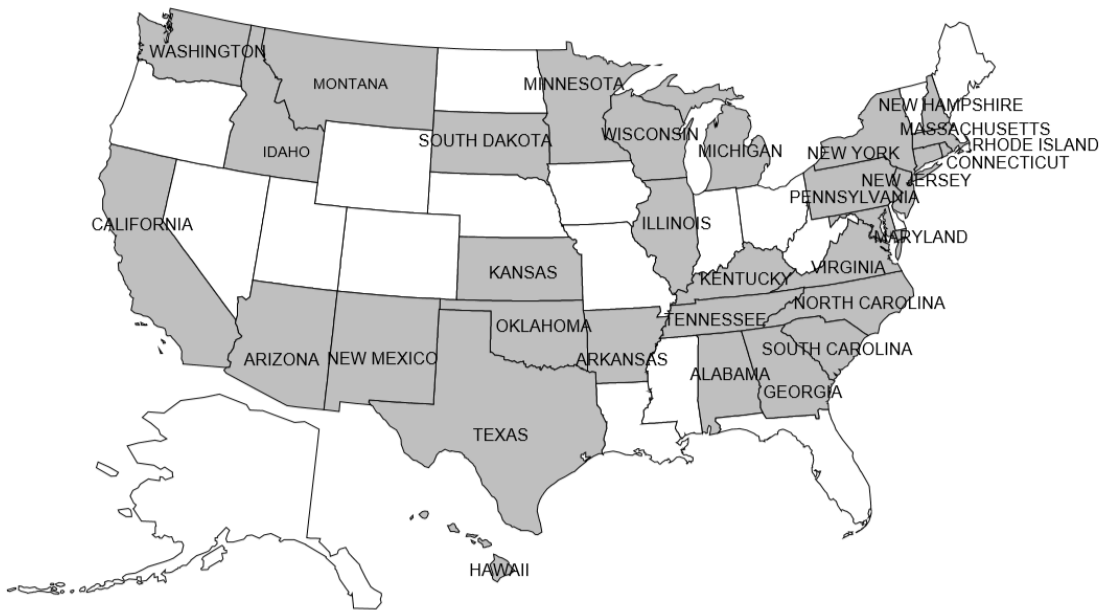 WASHINGTON
MONTANA
MINNESOTA
NEW HAMPSHIRE
MASSACHUSETTS
RHODE ISLAND
SOUTH DAKOTA
WISCONSIN
MICHIGAN
IDAHO
NEW YORK
CONNECTICUT
NEW JERSEY
PENNSYLVANIA
CALIFORNIA
ILLINOIS
MARYLAND
KANSAS
KENTUCKY
VIRGINIA
NORTH CAROLINA
OKLAHOMA
TENNESSEE
ARIZONA
NEW MEXICO
ARKANSAS
SOUTH CAROLINA
ALABAMA
GEORGIA
TEXAS
HAWAII